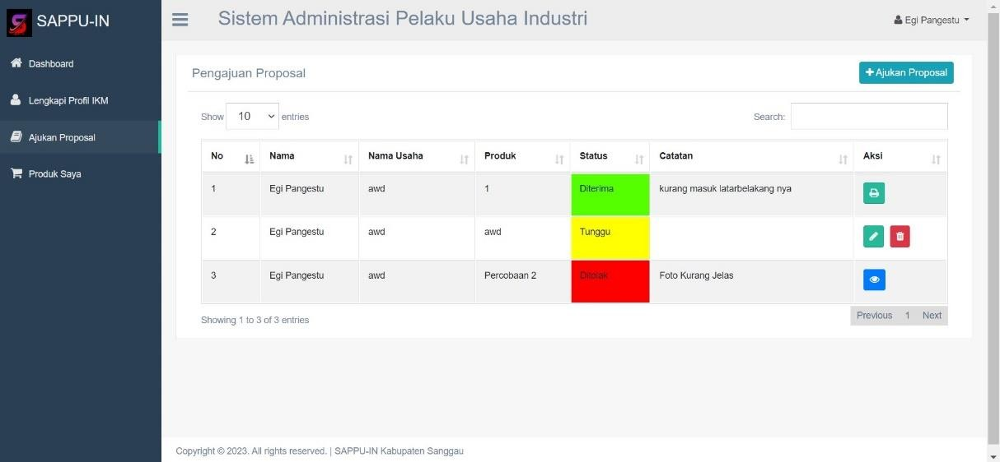 SAPPU-IN
Sistem Administrasi Pelaku Usaha Industri
Egi Pangestu
Dashboard
Lengkapi Profil IKM
Ajukan Proposal
Produk Saya
Pengajuan Proposal
+ Ajukan Proposal
Show 10 entries
Search:
No Nama Nama Usaha Produk Status Catatan Aksi
1 Egi Pangestu awd 1 Diterima kurang masuk latarbelakang nya
2 Egi Pangestu awd awd Tunggu
3 Egi Pangestu awd Percobaan 2 Ditolak Foto Kurang Jelas
Showing 1 to 3 of 3 entries
Previous 1 Next
Copyright © 2023. All rights reserved. | SAPPU-IN Kabupaten Sanggau